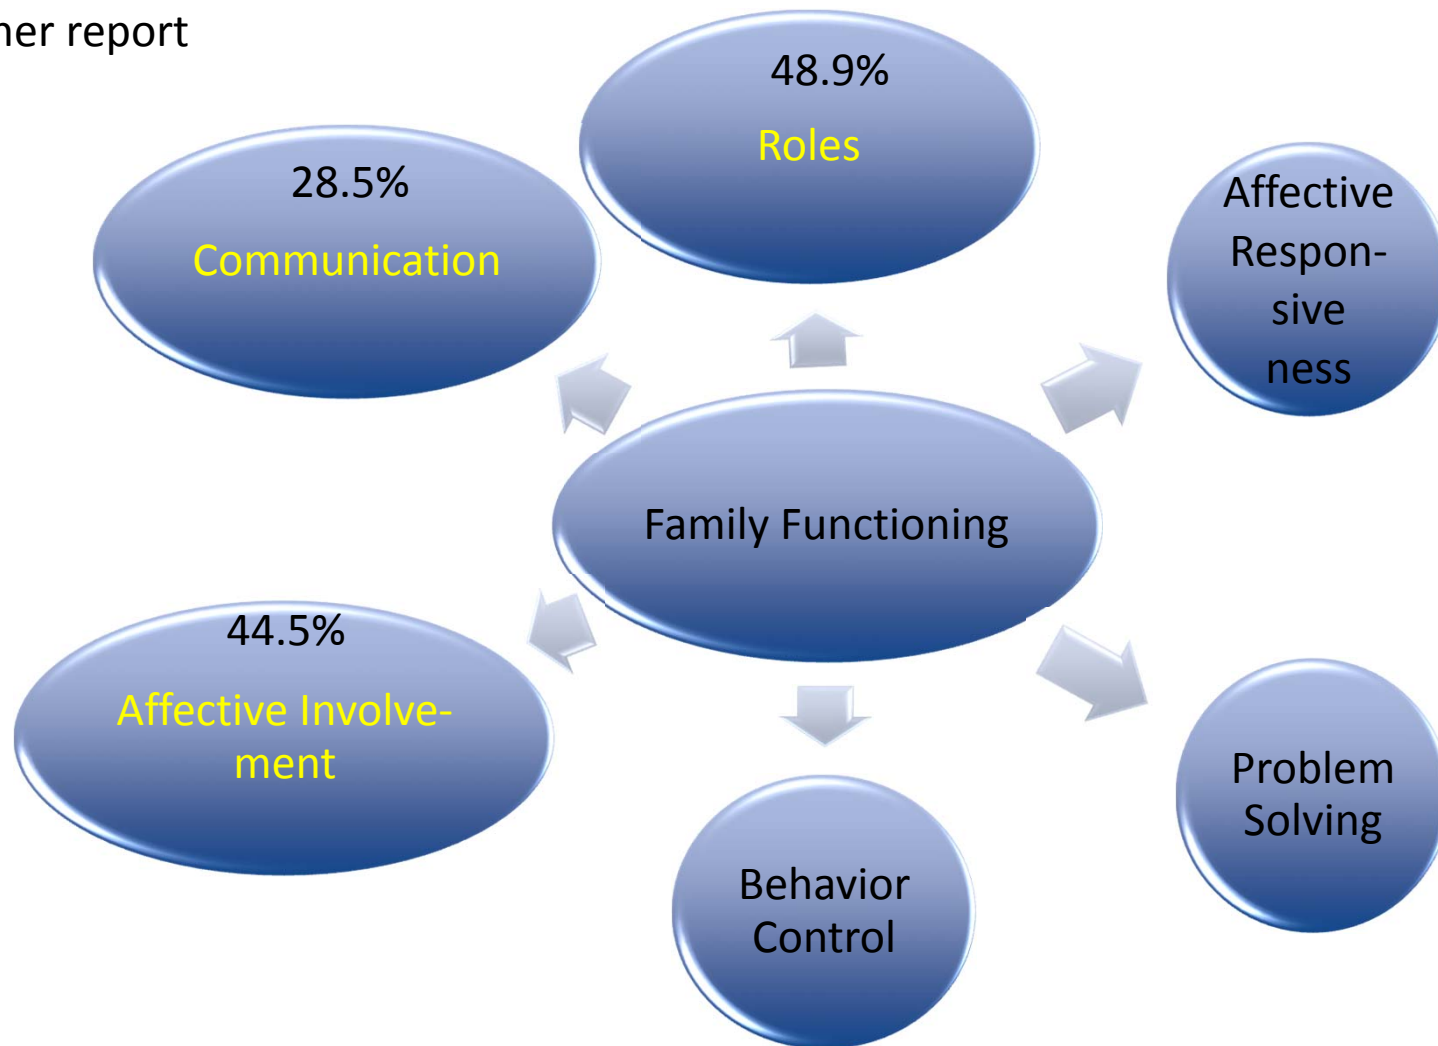 report
48.9%
Roles
28.5%
Communication
Affective
Respon-
sive
ness
Family Functioning
44.5%
Affective Involve-
ment
Problem
Solving
Behavior
Control